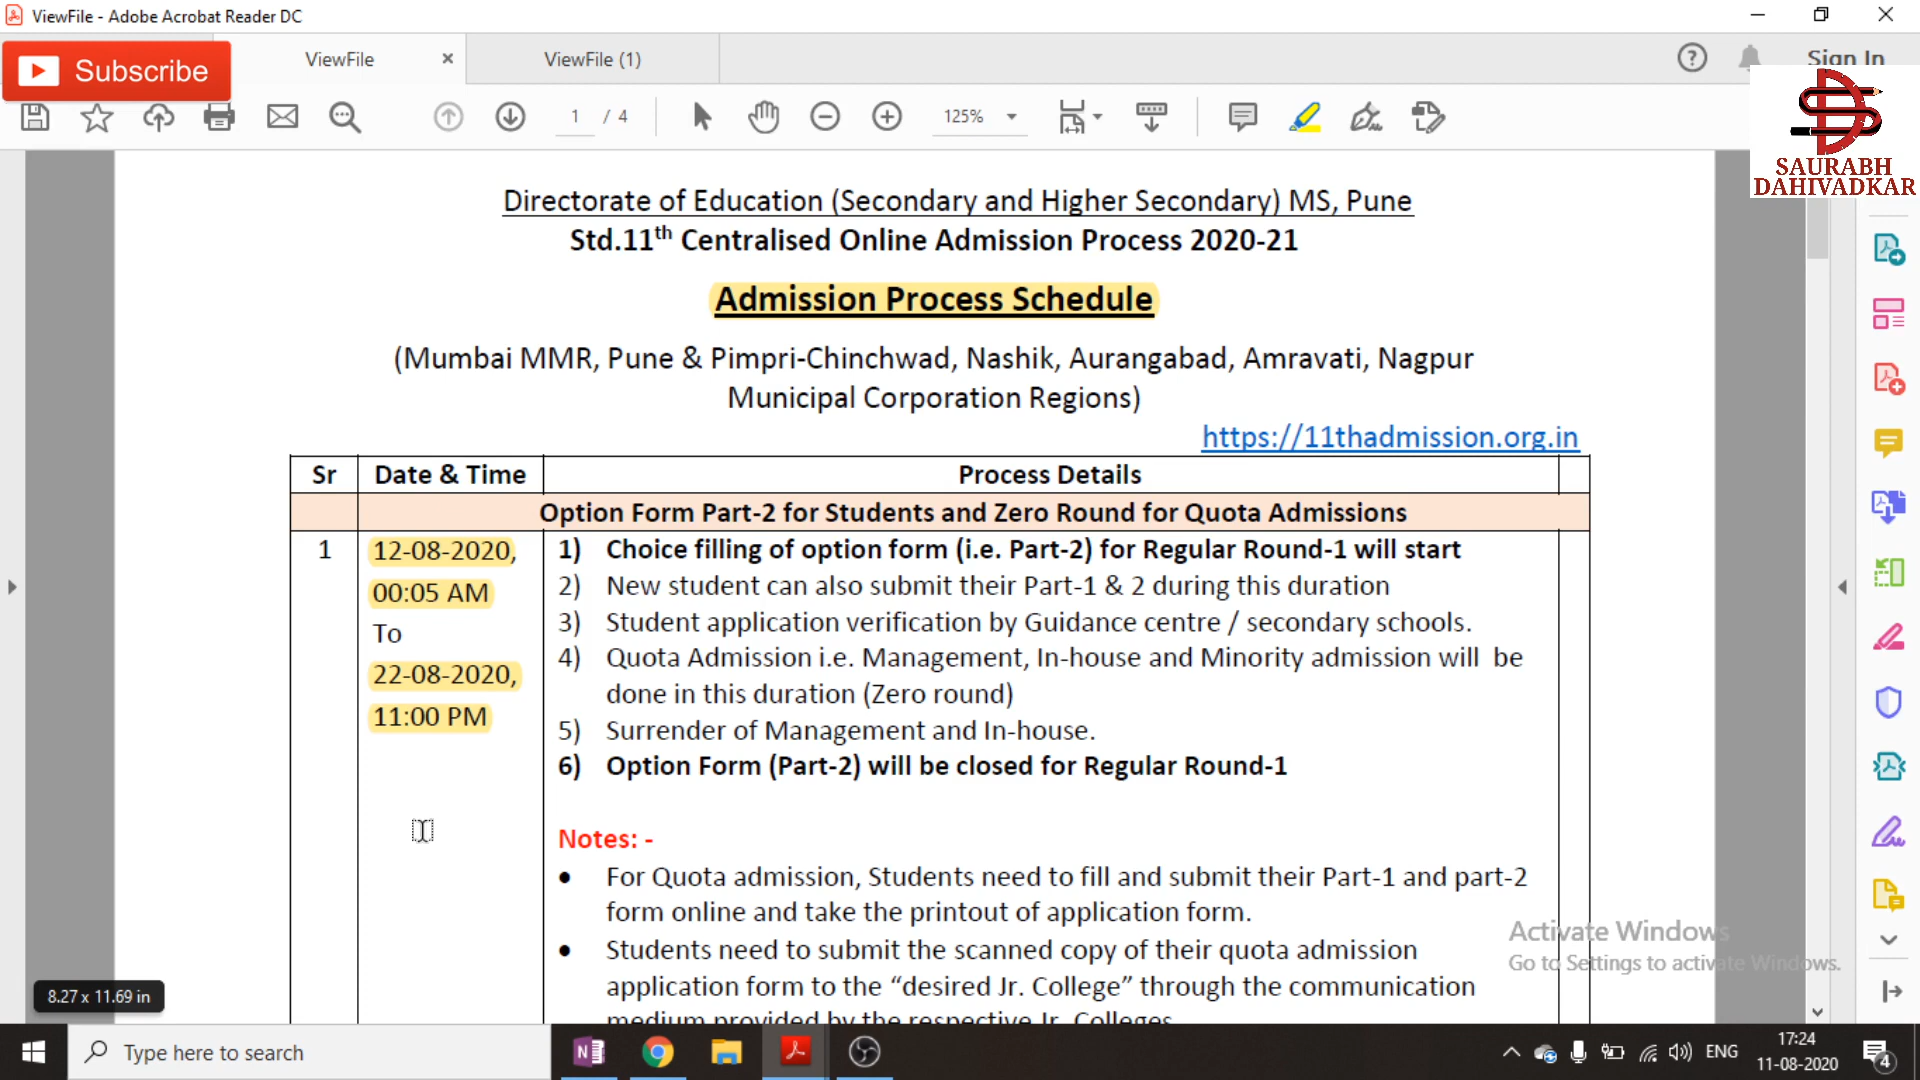 ViewFile - Adobe Acrobat Reader DC
Subscribe
ViewFile
ViewFile (1)
Sign In
1 / 4
125%
SAURABH
DAHIVADKAR
Directorate of Education (Secondary and Higher Secondary) MS, Pune
Std.11th Centralised Online Admission Process 2020-21
Admission Process Schedule
(Mumbai MMR, Pune & Pimpri-Chinchwad, Nashik, Aurangabad, Amravati, Nagpur
Municipal Corporation Regions)
https://11thadmission.org.in
Sr Date & Time Process Details
Option Form Part-2 for Students and Zero Round for Quota Admissions
1
12-08-2020,
00:05 AM
To
22-08-2020,
11:00 PM
1) Choice filling of option form (i.e. Part-2) for Regular Round-1 will start
2) New student can also submit their Part-1 & 2 during this duration
3) Student application verification by Guidance centre / secondary schools.
4) Quota Admission i.e. Management, In-house and Minority admission will be
done in this duration (Zero round)
5) Surrender of Management and In-house.
6) Option Form (Part-2) will be closed for Regular Round-1
Notes: -
• For Quota admission, Students need to fill and submit their Part-1 and part-2
form online and take the printout of application form.
• Students need to submit the scanned copy of their quota admission
application form to the “desired Jr. College” through the communication
medium provided by the respective Jr. Colleges
Activate Windows
Go to Settings to activate Windows.
8.27 x 11.69 in
Type here to search
ENG
17:24
11-08-2020
4